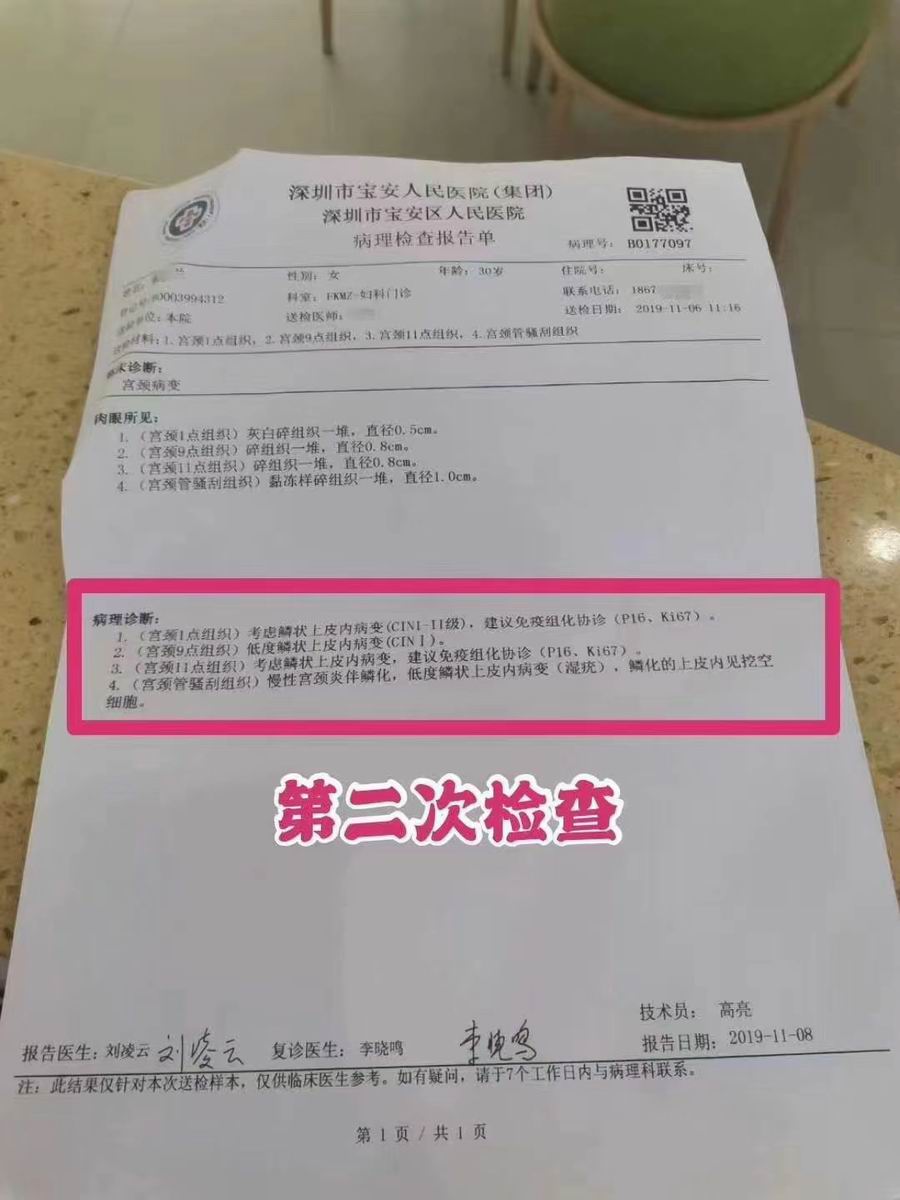 深圳市宝安人民医院(集团)
深圳市宝安区人民医院
病理检查报告单
病理号： B0177097
性别： 女 年龄： 30岁 住院号： 床号：
80003994312 科室： FKMZ-妇科门诊 联系电话： 1867
单位：本院 送检医师： 送检日期： 2019-11-06 11:16
材料：1.宫颈1点组织，2.宫颈9点组织，3.宫颈11点组织，4.宫颈管骚刮组织
床诊断：
宫颈病变
肉眼所见：
1.（宫颈1点组织）灰白碎组织一堆，直径0.5cm。
2.（宫颈9点组织）碎组织一堆，直径0.8cm。
3.（宫颈11点组织）碎组织一堆，直径0.8cm。
4.（宫颈管骚刮组织）黏冻样碎组织一堆，直径1.0cm。
病理诊断：
1.（宫颈1点组织）考虑鳞状上皮内病变(CINI-II级)，建议免疫组化协诊（P16、Ki67）。
2.（宫颈9点组织）低度鳞状上皮内病变(CINⅠ)。
3.（宫颈11点组织）考虑鳞状上皮内病变，建议免疫组化协诊（P16、Ki67）。
4.（宫颈管骚刮组织）慢性宫颈炎伴鳞化，低度鳞状上皮内病变（湿疣），鳞化的上皮内见挖空
细胞。
第二次检查
技术员： 高亮
报告医生：刘凌云 刘凌云 复诊医生： 李晓鸣 李晓鸣 报告日期： 2019-11-08
注：此结果仅针对本次送检样本，仅供临床医生参考。如有疑问，请于7个工作日内与病理科联系。
第 1 页 / 共 1 页